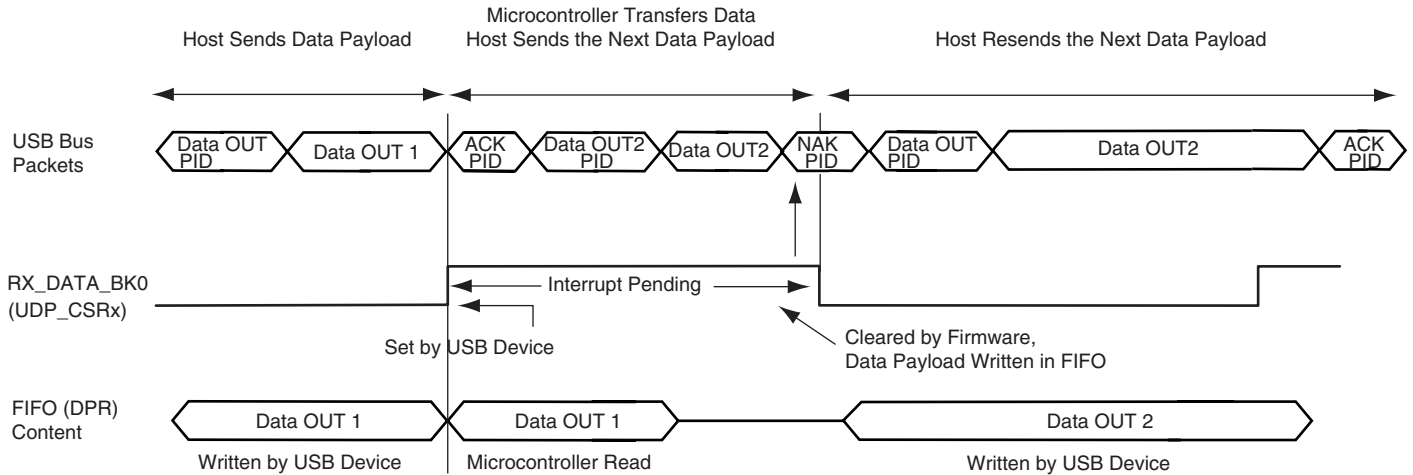 Microcontroller Transfers Data
Host Sends Data Payload
Host Sends the Next Data Payload
Host Resends the Next Data Payload
USB Bus
Packets
Data OUT
PID
Data OUT 1
ACK
PID
Data OUT2
PID
Data OUT2
NAK
PID
Data OUT
PID
Data OUT2
ACK
PID
RX_DATA_BK0
(UDP_CSRx)
Interrupt Pending
Set by USB Device
Cleared by Firmware,
Data Payload Written in FIFO
FIFO (DPR)
Content
Data OUT 1
Data OUT 1
Data OUT 2
Written by USB Device
Microcontroller Read
Written by USB Device